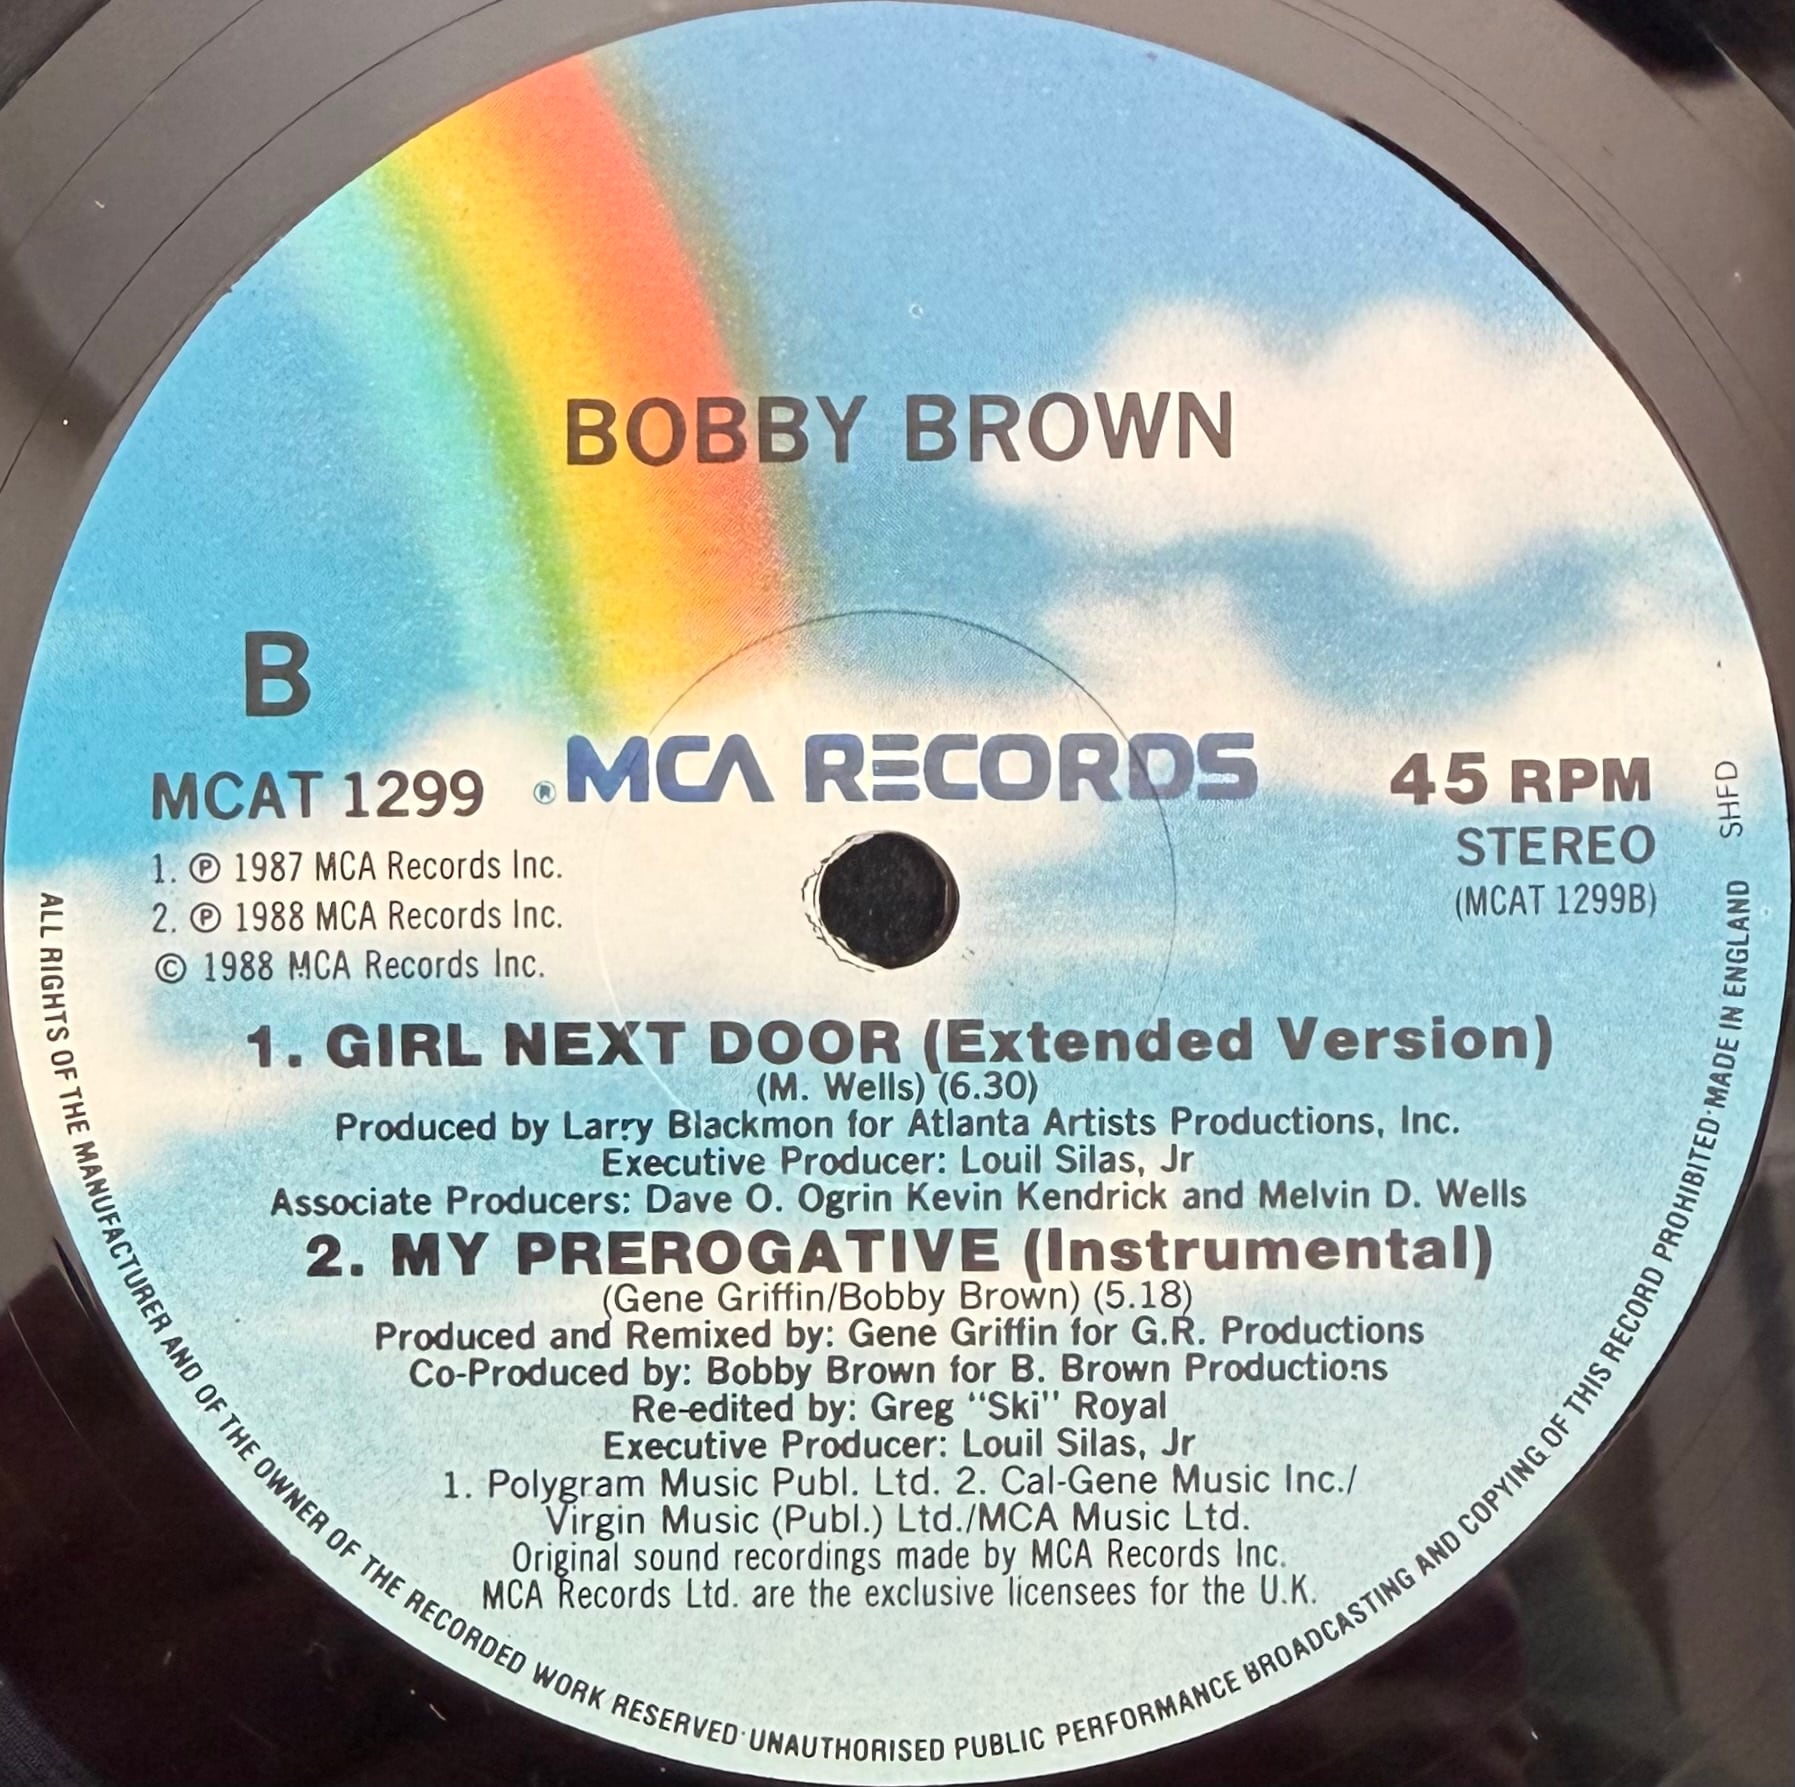 BOBBY BROWN
B
MCAT 1299
® MCA RECORDS
45 RPM
STEREO
(MCAT 1299B)
SHFD
1. ℗ 1987 MCA Records Inc.
2. ℗ 1988 MCA Records Inc.
© 1988 MCA Records Inc.
1. GIRL NEXT DOOR (Extended Version)
(M. Wells) (6.30)
Produced by Larry Blackmon for Atlanta Artists Productions, Inc.
Executive Producer: Louil Silas, Jr
Associate Producers: Dave O. Ogrin Kevin Kendrick and Melvin D. Wells
2. MY PREROGATIVE (Instrumental)
(Gene Griffin/Bobby Brown) (5.18)
Produced and Remixed by: Gene Griffin for G.R. Productions
Co-Produced by: Bobby Brown for B. Brown Productions
Re-edited by: Greg "Ski" Royal
Executive Producer: Louil Silas, Jr
1. Polygram Music Publ. Ltd. 2. Cal-Gene Music Inc./
Virgin Music (Publ.) Ltd./MCA Music Ltd.
Original sound recordings made by MCA Records Inc.
MCA Records Ltd. are the exclusive licensees for the U.K.
ALL RIGHTS OF THE MANUFACTURER AND OF THE OWNER OF THE RECORDED WORK RESERVED·UNAUTHORISED PUBLIC PERFORMANCE BROADCASTING AND COPYING OF THIS RECORD PROHIBITED·MADE IN ENGLAND